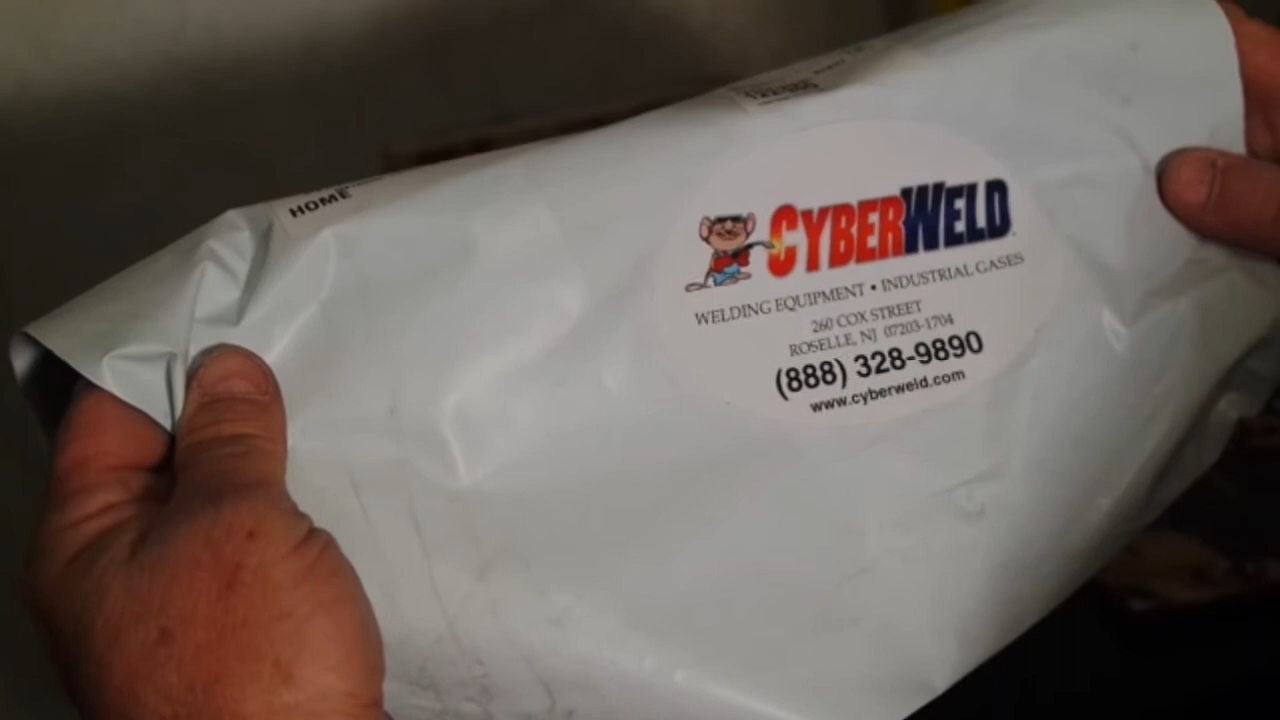 HOME
CYBERWELD
WELDING EQUIPMENT • INDUSTRIAL GASES
260 COX STREET
ROSELLE, NJ 07203-1704
(888) 328-9890
www.cyberweld.com